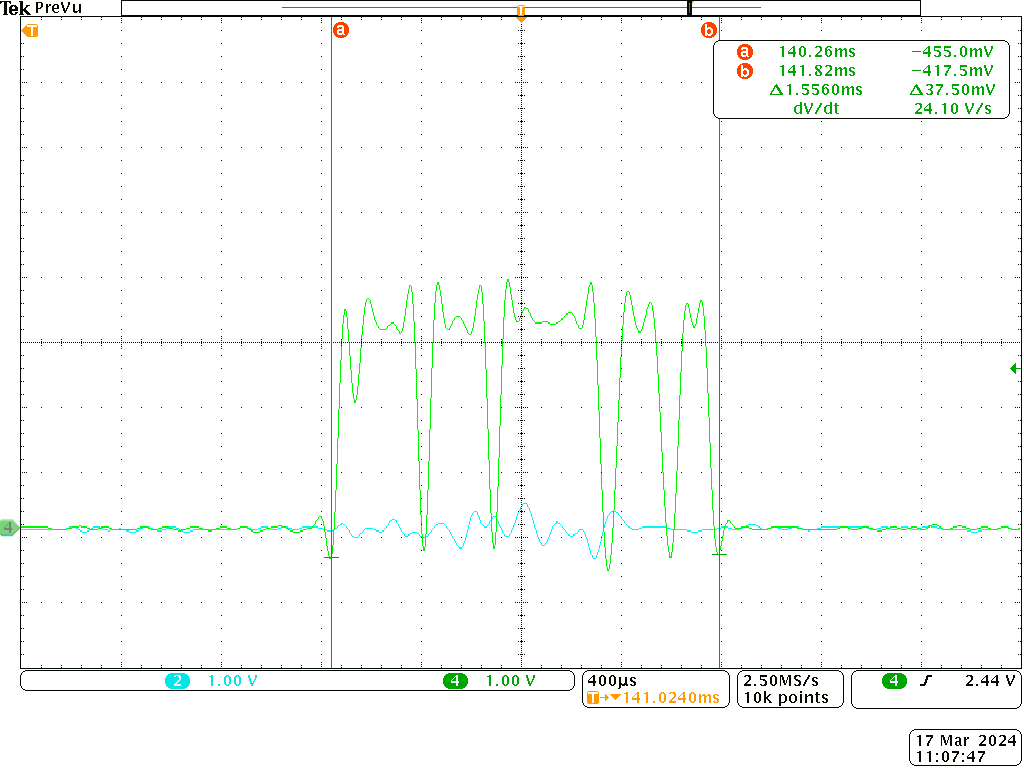 Tek PreVu
T
T
a
b
a 140.26ms −455.0mV
b 141.82ms −417.5mV
Δ1.5560ms Δ37.50mV
dV/dt 24.10 V/s
4
2 1.00 V 4 1.00 V
400µs
T→▼141.0240ms
2.50MS/s
10k points
4 ʃ 2.44 V
17 Mar 2024
11:07:47